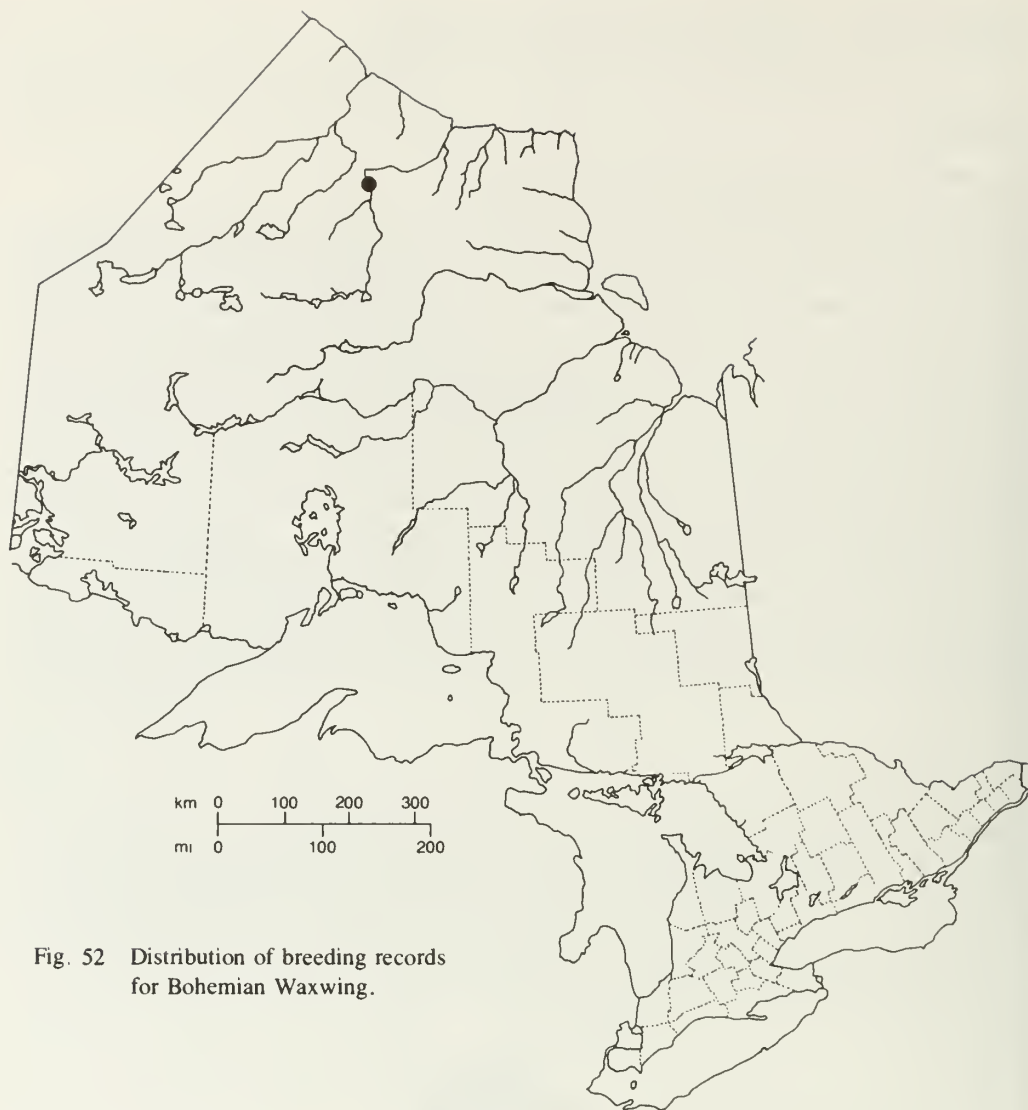 km 0 100 200 300
mi 0 100 200
Fig. 52 Distribution of breeding records
for Bohemian Waxwing.